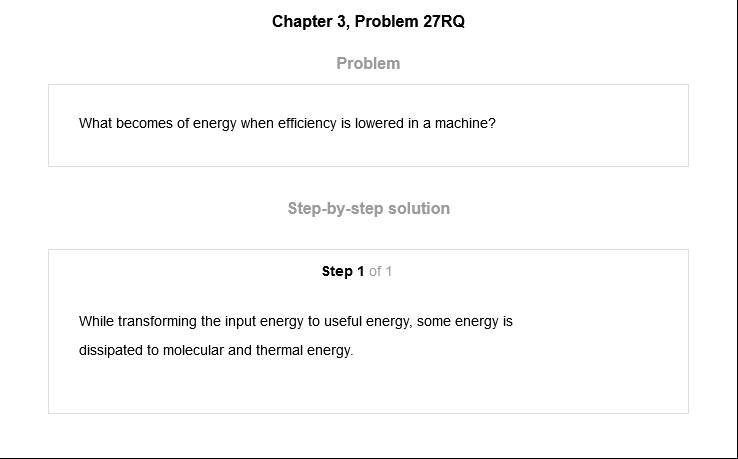 Chapter 3, Problem 27RQ
Problem
What becomes of energy when efficiency is lowered in a machine?
Step-by-step solution
Step 1 of 1
While transforming the input energy to useful energy, some energy is
dissipated to molecular and thermal energy.